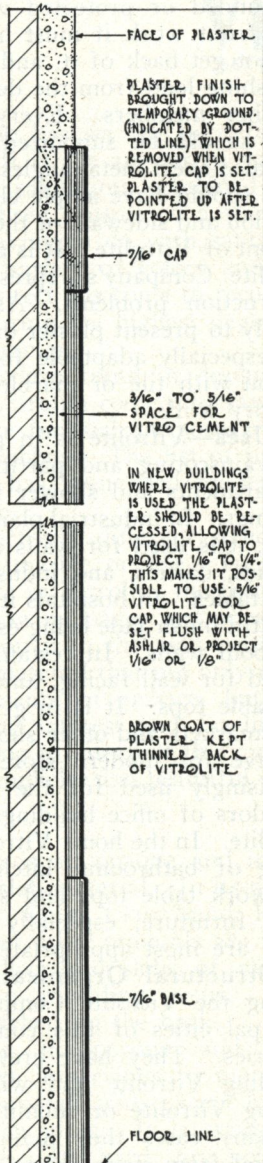 FACE OF PLASTER
PLASTER FINISH
BROUGHT DOWN TO
TEMPORARY GROUND.
(INDICATED BY DOT-
TED LINE)-WHICH IS
REMOVED WHEN VIT-
ROLITE CAP IS SET.
PLASTER TO BE
POINTED UP AFTER
VITROLITE IS SET.
7/16" CAP
3/16" TO 5/16"
SPACE FOR
VITRO CEMENT
IN NEW BUILDINGS
WHERE VITROLITE
IS USED THE PLAST-
ER SHOULD BE RE-
CESSED, ALLOWING
VITROLITE CAP TO
PROJECT 1/16" TO 1/4".
THIS MAKES IT POS-
SIBLE TO USE 5/16"
VITROLITE FOR
CAP, WHICH MAY BE
SET FLUSH WITH
ASHLAR OR PROJECT
1/16" OR 1/8"
BROWN COAT OF
PLASTER KEPT
THINNER BACK
OF VITROLITE
7/16" BASE
FLOOR LINE